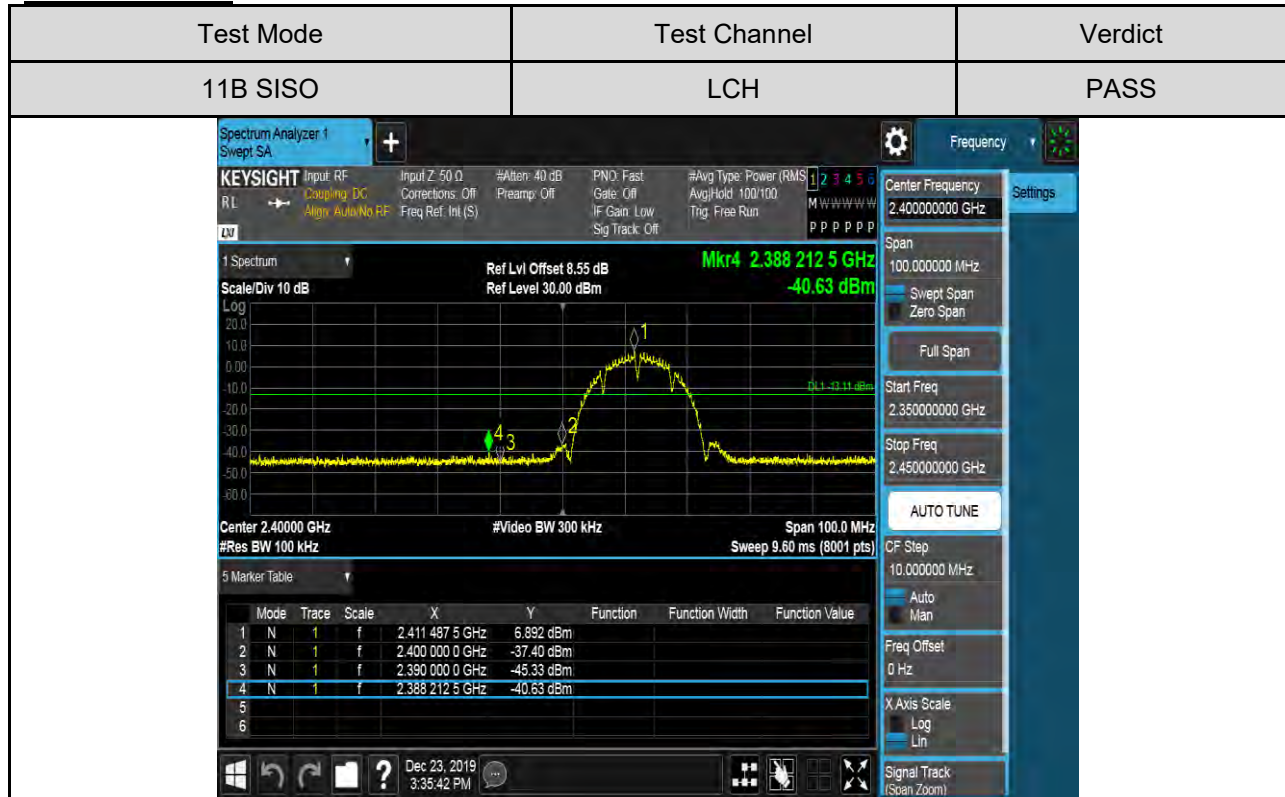 Test Mode Test Channel Verdict
11B SISO LCH PASS
Spectrum Analyzer 1
Swept SA
+
Frequency
KEYSIGHT Input: RF Input Z: 50 Ω #Atten: 40 dB PNO: Fast #Avg Type: Power (RMS 1 2 3 4 5 6
RL Coupling: DC Corrections: Off Preamp: Off Gate: Off Avg|Hold: 100/100 M W W W W W
Align: Auto/No RF Freq Ref: Int (S) IF Gain: Low Trig: Free Run
LXI Sig Track: Off P P P P P P
Center Frequency
2.400000000 GHz
Settings
1 Spectrum Ref Lvl Offset 8.55 dB Mkr4 2.388 212 5 GHz
Scale/Div 10 dB Ref Level 30.00 dBm -40.63 dBm
Log
20.0
10.0
0.00
-10.0
-20.0
-30.0
-40.0
-50.0
-60.0
1
DL1 -13.11 dBm
2
4 3
Center 2.40000 GHz #Video BW 300 kHz Span 100.0 MHz
#Res BW 100 kHz Sweep 9.60 ms (8001 pts)
5 Marker Table
Mode Trace Scale X Y Function Function Width Function Value
1 N 1 f 2.411 487 5 GHz 6.892 dBm
2 N 1 f 2.400 000 0 GHz -37.40 dBm
3 N 1 f 2.390 000 0 GHz -45.33 dBm
4 N 1 f 2.388 212 5 GHz -40.63 dBm
5
6
Span
100.000000 MHz
Swept Span
Zero Span
Full Span
Start Freq
2.350000000 GHz
Stop Freq
2.450000000 GHz
AUTO TUNE
CF Step
10.000000 MHz
Auto
Man
Freq Offset
0 Hz
X Axis Scale
Log
Lin
Signal Track
(Span Zoom)
? Dec 23, 2019
3:35:42 PM